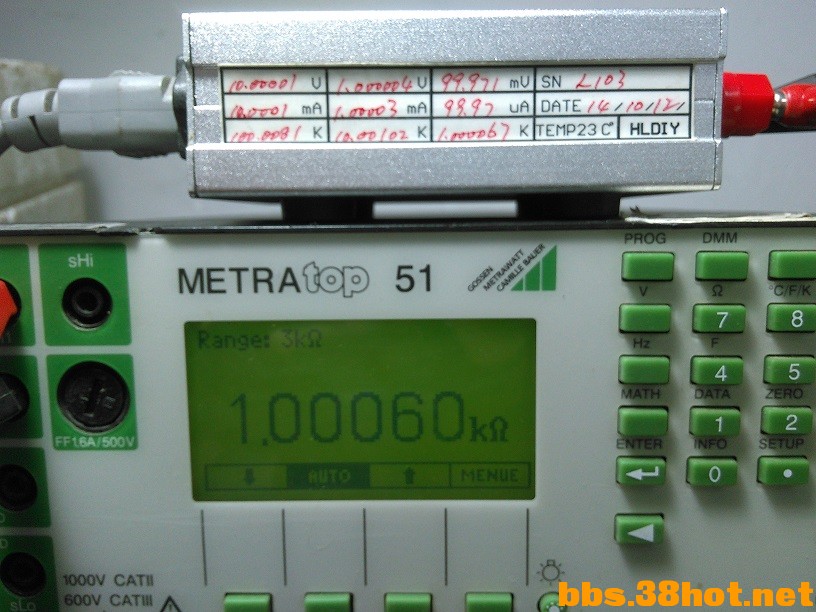 10.00001 V 1.000004 V 99.971 mV SN L103
10.0001 mA 1.00003 mA 99.97 uA DATE 14/10/12/
100.0081 K 10.00102 K 1.000067 K TEMP23 C° HLDIY
PROG DMM
sHi
METRAtop 51
GOSSEN
METRAWATT
CAMILLE BAUER
V Ω °C/F/K
7 8
Range: 3kΩ
Hz F
4 5
1.00060kΩ
MATH DATA ZERO
1 2
FF1.6A/500V
ENTER INFO SETUP
AUTO MENUE
0 •
1000V CATII
600V CATIII
sLo
bbs.38hot.net